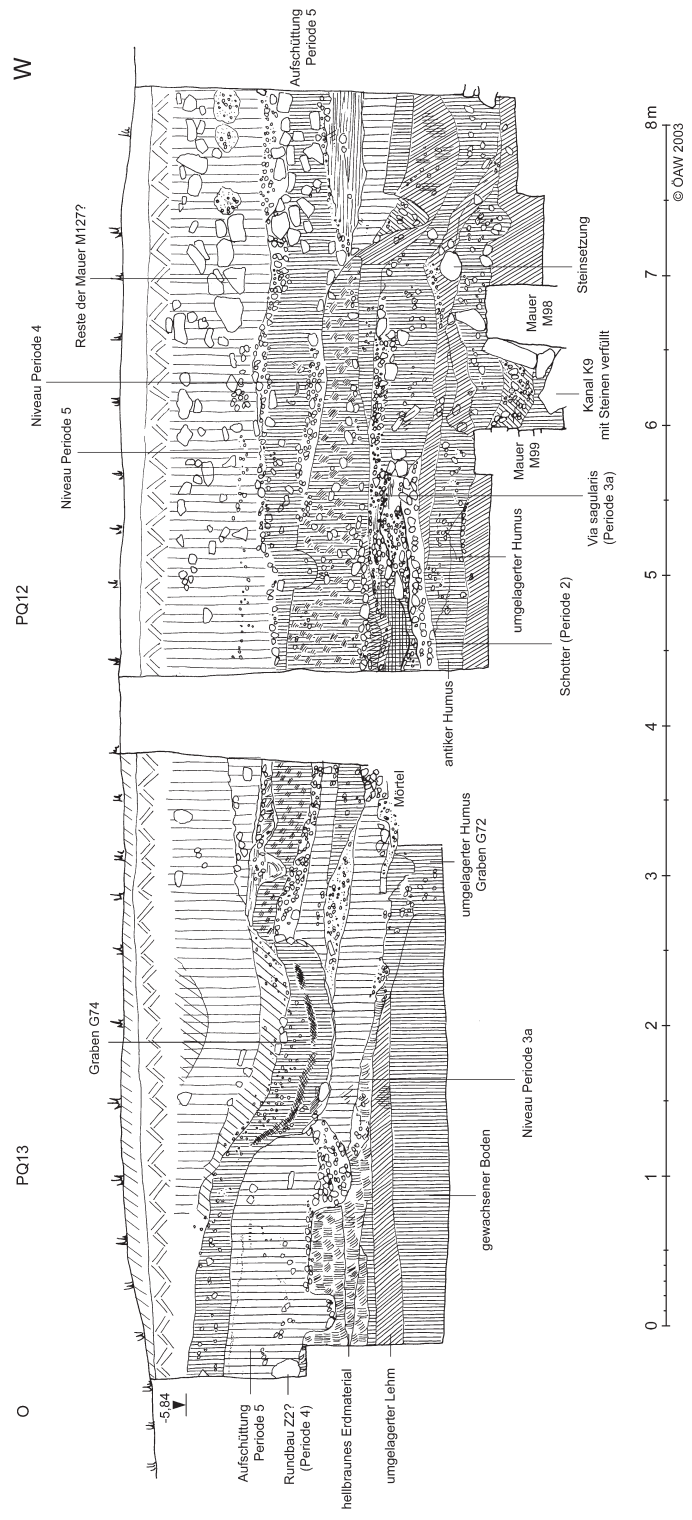 O
PQ13
PQ12
W
Graben G74
Niveau Periode 5
Niveau Periode 4
Reste der Mauer M127?
Aufschüttung
Periode 5
-5,84
Aufschüttung
Periode 5
Rundbau Z2?
(Periode 4)
hellbraunes Erdmaterial
umgelagerter Lehm
gewachsener Boden
Niveau Periode 3a
umgelagerter Humus
Graben G72
Mörtel
antiker Humus
Schotter (Periode 2)
umgelagerter Humus
Via sagularis
(Periode 3a)
Mauer
M99
Kanal K9
mit Steinen verfüllt
Mauer
M98
Steinsetzung
0
1
2
3
4
5
6
7
8m
© ÖAW 2003